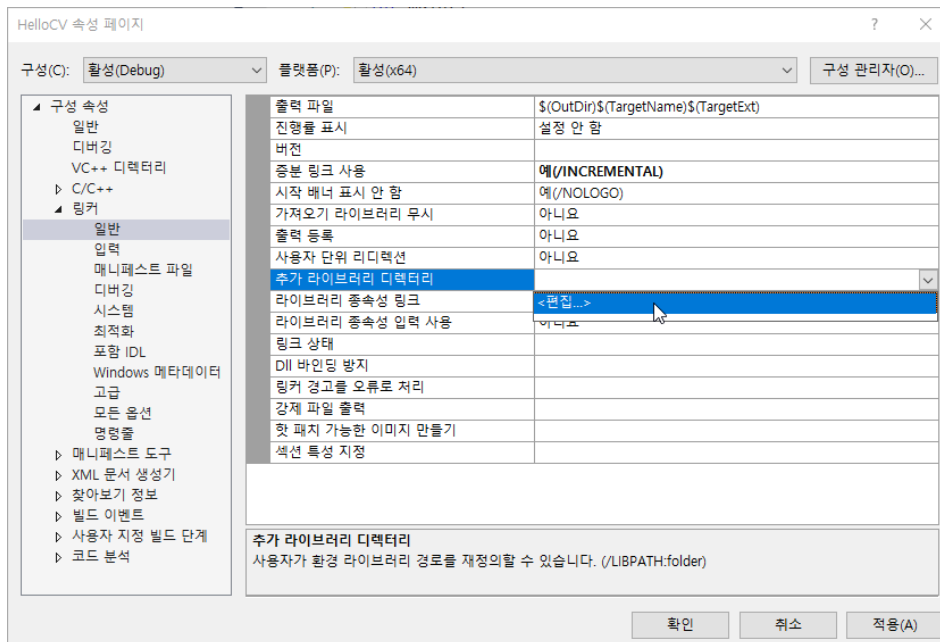 HelloCV 속성 페이지
구성(C): 활성(Debug) 플랫폼(P): 활성(x64) 구성 관리자(O)...
구성 속성
일반
디버깅
VC++ 디렉터리
C/C++
링커
일반
입력
매니페스트 파일
디버깅
시스템
최적화
포함 IDL
Windows 메타데이터
고급
모든 옵션
명령줄
매니페스트 도구
XML 문서 생성기
찾아보기 정보
빌드 이벤트
사용자 지정 빌드 단계
코드 분석
출력 파일 $(OutDir)$(TargetName)$(TargetExt)
진행률 표시 설정 안 함
버전
증분 링크 사용 예(/INCREMENTAL)
시작 배너 표시 안 함 예(/NOLOGO)
가져오기 라이브러리 무시 아니요
출력 등록 아니요
사용자 단위 리디렉션 아니요
추가 라이브러리 디렉터리
라이브러리 종속성 링크 <편집...>
라이브러리 종속성 입력 사용 아니요
링크 상태
Dll 바인딩 방지
링커 경고를 오류로 처리
강제 파일 출력
핫 패치 가능한 이미지 만들기
섹션 특성 지정
추가 라이브러리 디렉터리
사용자가 환경 라이브러리 경로를 재정의할 수 있습니다. (/LIBPATH:folder)
확인 취소 적용(A)